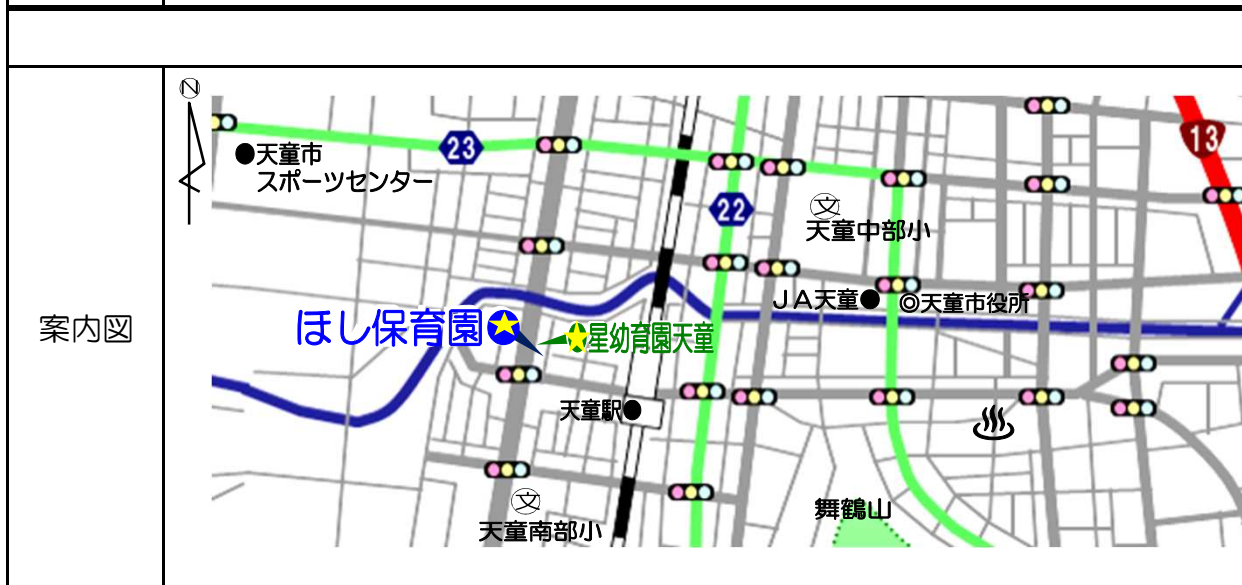 案内図
N
13
23
●天童市
スポーツセンター
22
文
天童中部小
JA天童●
◎天童市役所
ほし保育園
星幼育園天童
天童駅●
文
天童南部小
舞鶴山